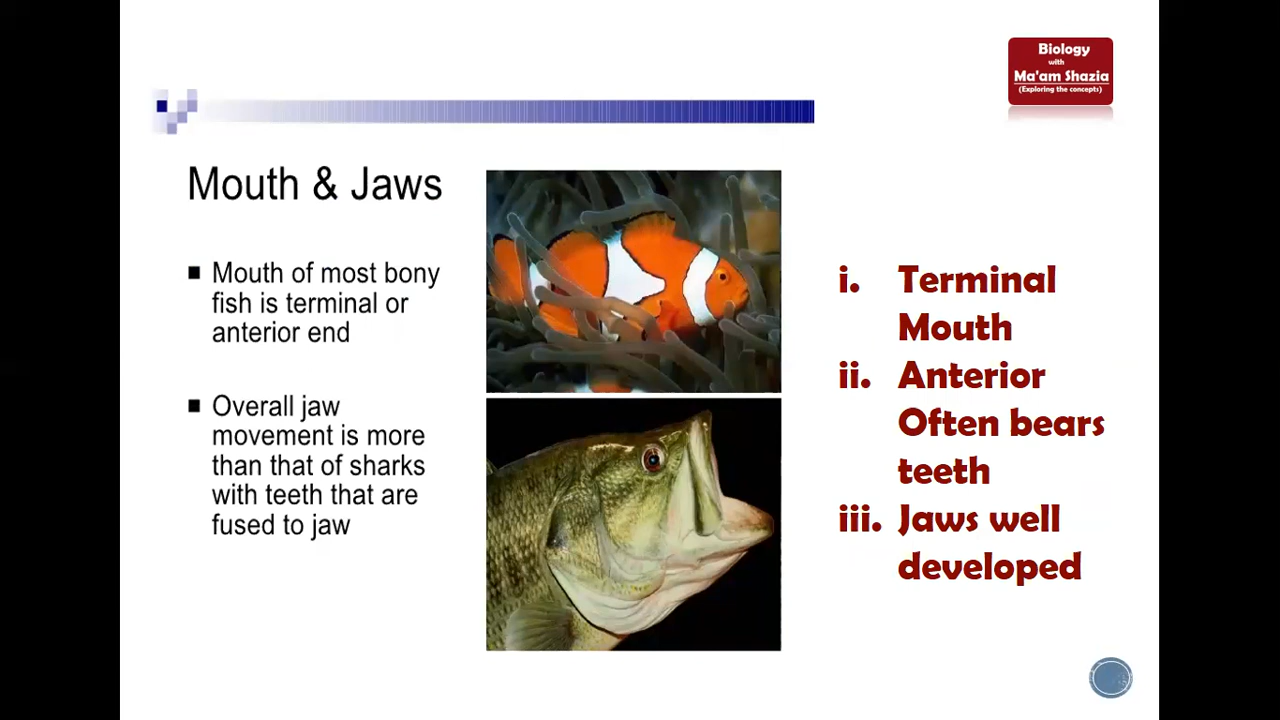 Biology
with
Ma'am Shazia
(Exploring the concepts)
Mouth & Jaws
■ Mouth of most bony
fish is terminal or
anterior end
■ Overall jaw
movement is more
than that of sharks
with teeth that are
fused to jaw
i. Terminal
Mouth
ii. Anterior
Often bears
teeth
iii. Jaws well
developed